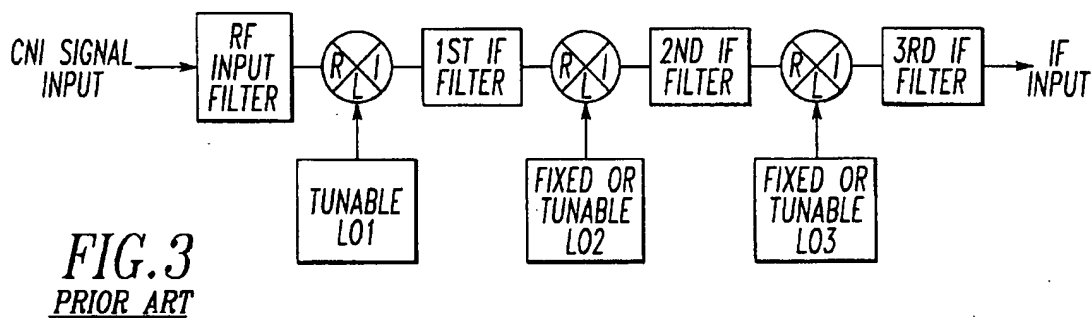 CNI SIGNAL
INPUT
RF
INPUT
FILTER
R
I
L
1ST IF
FILTER
R
I
L
2ND IF
FILTER
R
I
L
3RD IF
FILTER
IF
INPUT
TUNABLE
LO1
FIXED OR
TUNABLE
LO2
FIXED OR
TUNABLE
LO3
FIG.3
PRIOR ART